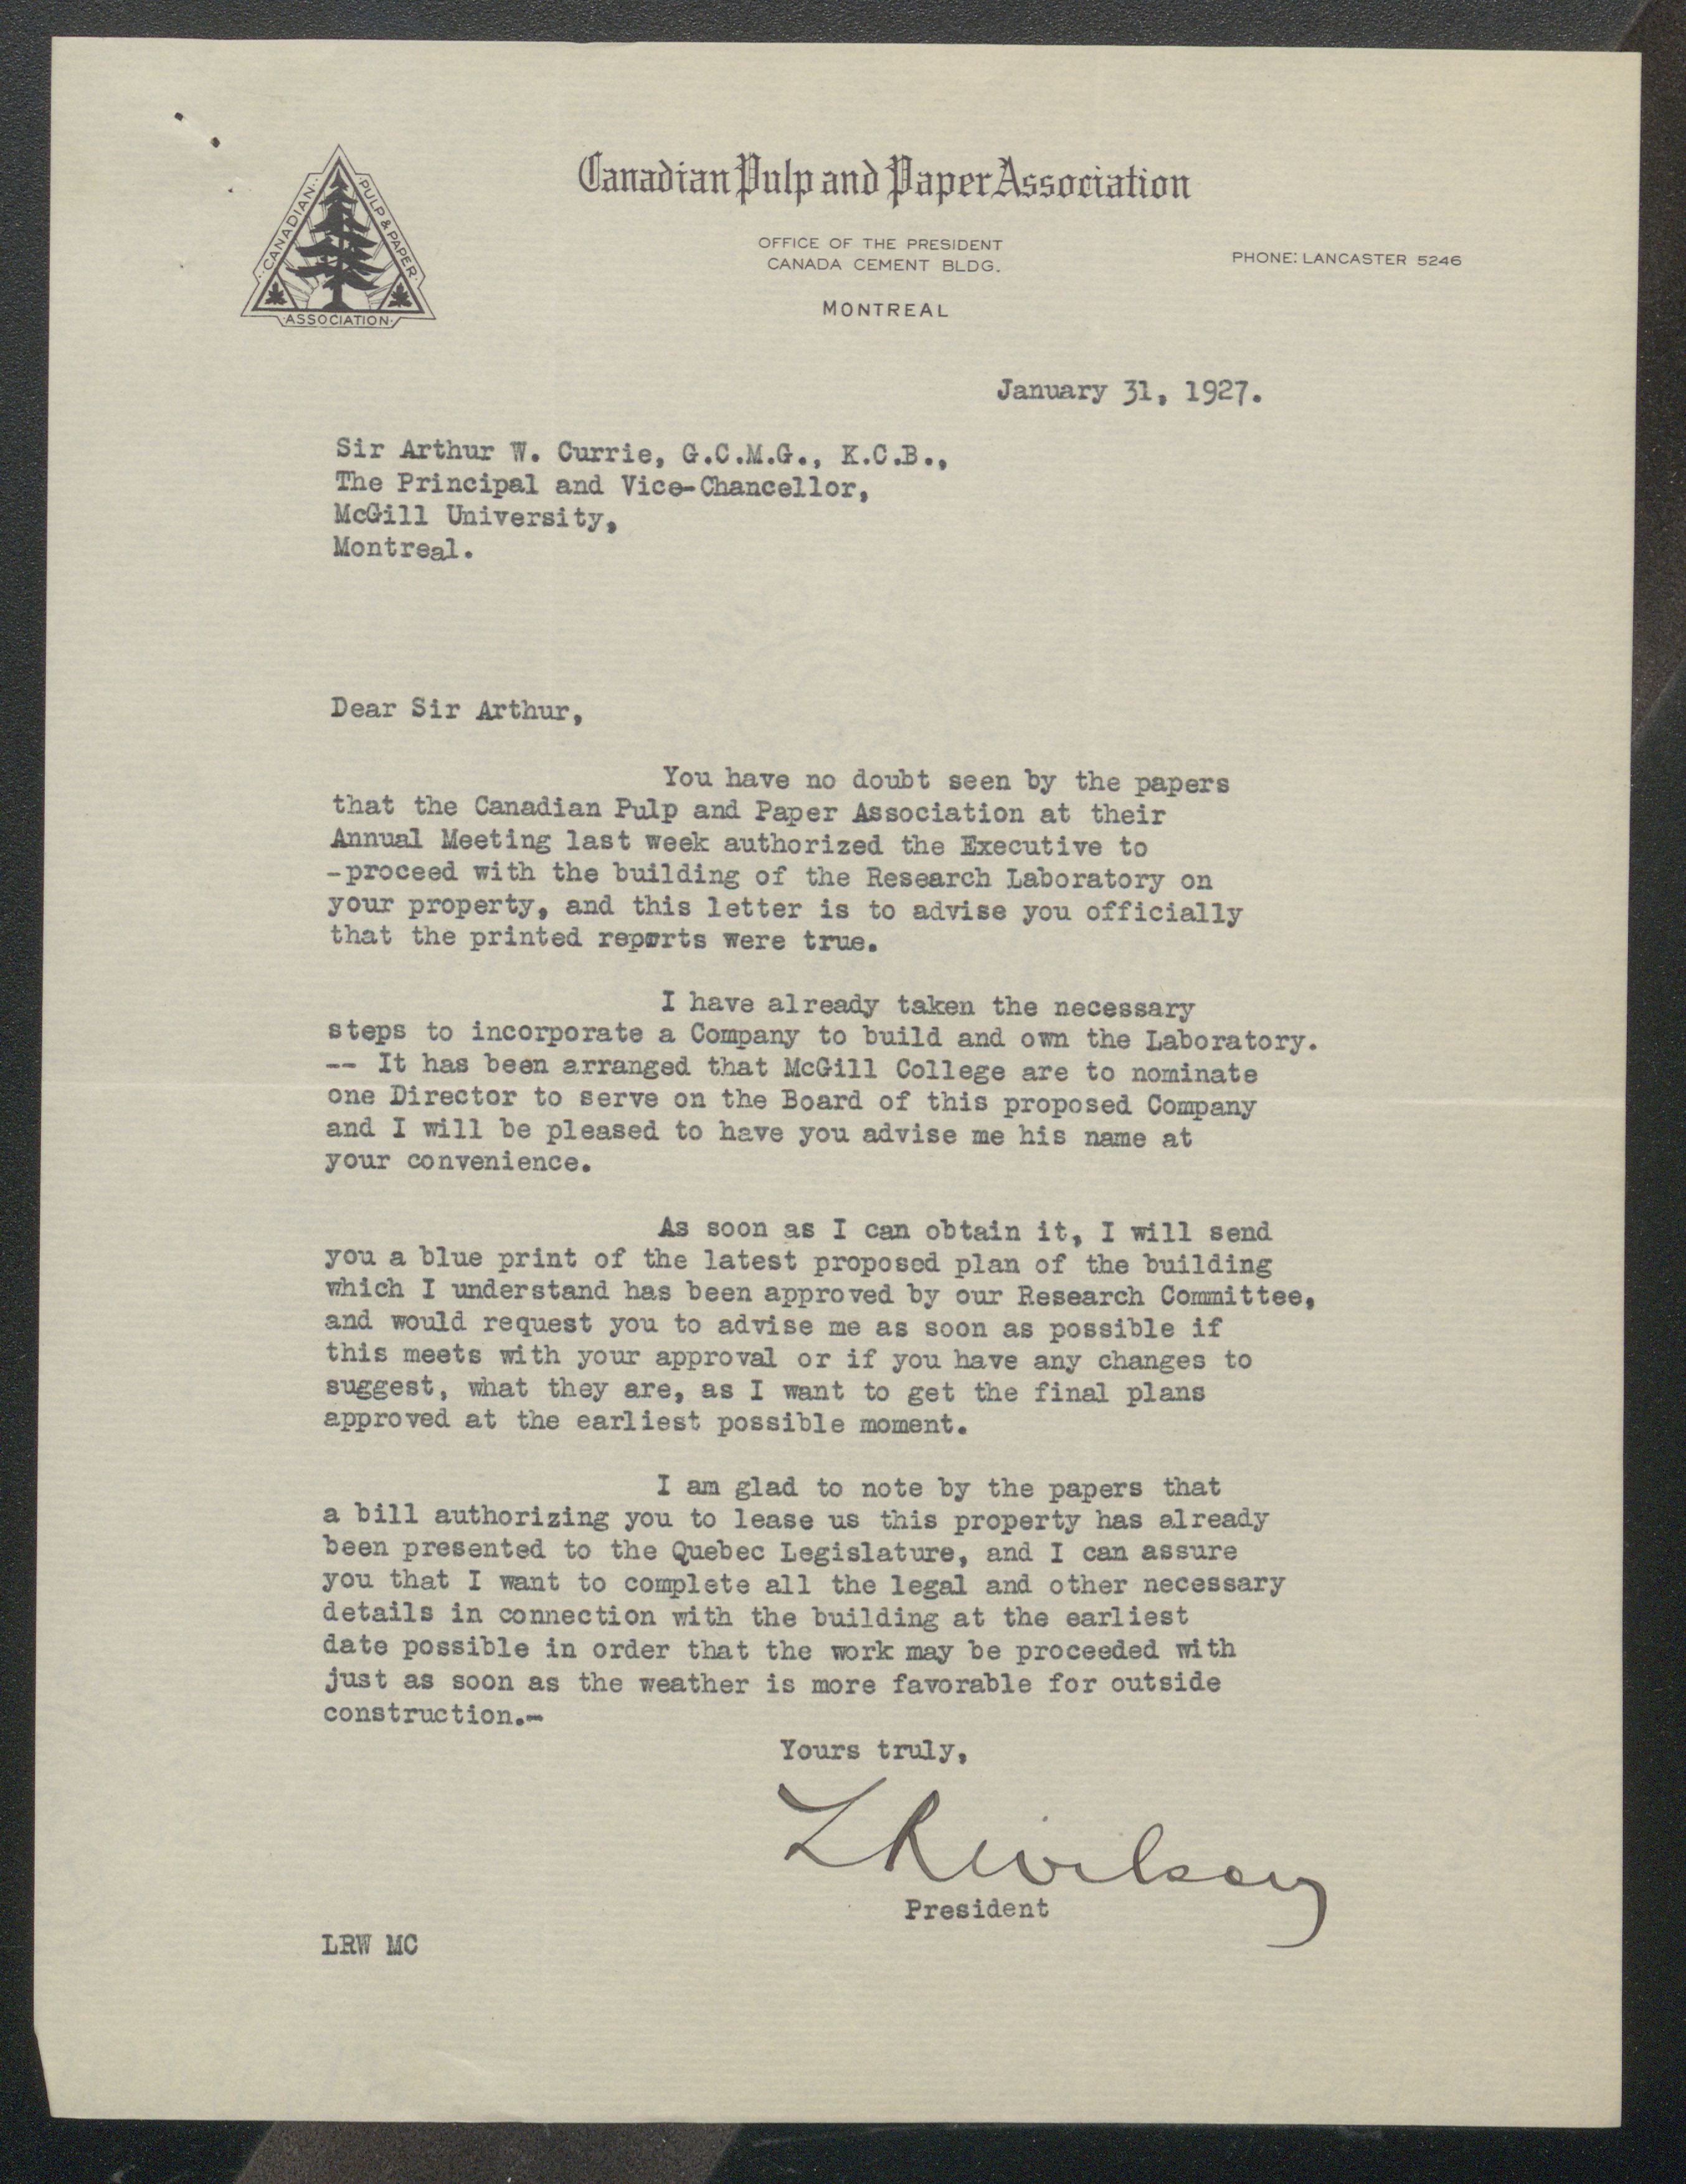 CANADIAN
PULP & PAPER
ASSOCIATION
Canadian Pulp and Paper Association
OFFICE OF THE PRESIDENT
CANADA CEMENT BLDG.
PHONE: LANCASTER 5246
MONTREAL
January 31, 1927.
Sir Arthur W. Currie, G.C.M.G., K.C.B.,
The Principal and Vice-Chancellor,
McGill University,
Montreal.
Dear Sir Arthur,
You have no doubt seen by the papers
that the Canadian Pulp and Paper Association at their
Annual Meeting last week authorized the Executive to
-proceed with the building of the Research Laboratory on
your property, and this letter is to advise you officially
that the printed reports were true.
I have already taken the necessary
steps to incorporate a Company to build and own the Laboratory.
-- It has been arranged that McGill College are to nominate
one Director to serve on the Board of this proposed Company
and I will be pleased to have you advise me his name at
your convenience.
As soon as I can obtain it, I will send
you a blue print of the latest proposed plan of the building
which I understand has been approved by our Research Committee,
and would request you to advise me as soon as possible if
this meets with your approval or if you have any changes to
suggest, what they are, as I want to get the final plans
approved at the earliest possible moment.
I am glad to note by the papers that
a bill authorizing you to lease us this property has already
been presented to the Quebec Legislature, and I can assure
you that I want to complete all the legal and other necessary
details in connection with the building at the earliest
date possible in order that the work may be proceeded with
just as soon as the weather is more favorable for outside
construction.-
Yours truly,
LRWilson
President
LRW MC